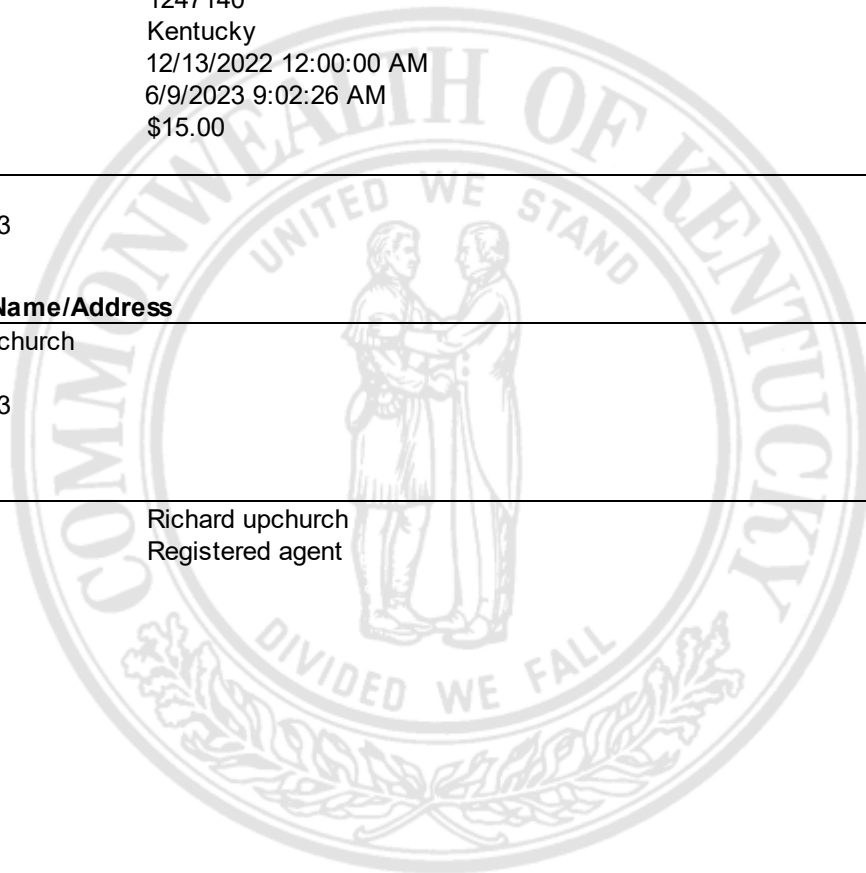 1247140
Kentucky
12/13/2022 12:00:00 AM
6/9/2023 9:02:26 AM
$15.00
3
Name/Address
church
3
Richard upchurch
Registered agent
COMMONWEALTH OF KENTUCKY
UNITED WE STAND
DIVIDED WE FALL